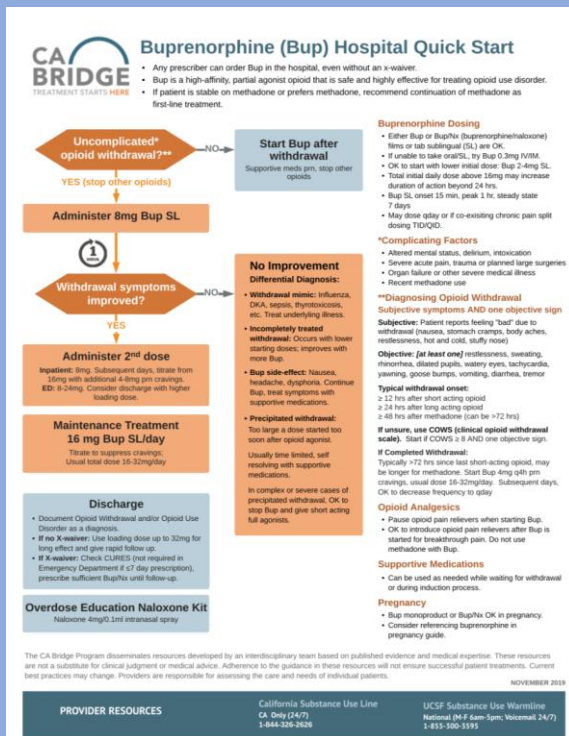 CA
BRIDGE
TREATMENT STARTS HERE
Buprenorphine (Bup) Hospital Quick Start
• Any prescriber can order Bup in the hospital, even without an x-waiver.
• Bup is a high-affinity, partial agonist opioid that is safe and highly effective for treating opioid use disorder.
• If patient is stable on methadone or prefers methadone, recommend continuation of methadone as
first-line treatment.
Uncomplicated*
opioid withdrawal?**
NO
Start Bup after
withdrawal
Supportive meds prn, stop other
opioids
YES (stop other opioids)
Administer 8mg Bup SL
1
Withdrawal symptoms
improved?
NO
YES
No Improvement
Differential Diagnosis:
• Withdrawal mimic: Influenza,
DKA, sepsis, thyrotoxicosis,
etc. Treat underlying illness.
• Incompletely treated
withdrawal: Occurs with lower
starting doses; improves with
more Bup.
• Bup side-effect: Nausea,
headache, dysphoria. Continue
Bup, treat symptoms with
supportive medications.
• Precipitated withdrawal:
Too large a dose started too
soon after opioid agonist.
Usually time limited, self
resolving with supportive
medications.
In complex or severe cases of
precipitated withdrawal, OK to
stop Bup and give short acting
full agonists.
Administer 2nd dose
Inpatient: 8mg. Subsequent days, titrate from
16mg with additional 4-8mg prn cravings.
ED: 8-24mg. Consider discharge with higher
loading dose.
Maintenance Treatment
16 mg Bup SL/day
Titrate to suppress cravings;
Usual total dose 16-32mg/day
Discharge
• Document Opioid Withdrawal and/or Opioid Use
Disorder as a diagnosis.
• If no X-waiver: Use loading dose up to 32mg for
long effect and give rapid follow up.
• If X-waiver: Check CURES (not required in
Emergency Department if ≤7 day prescription),
prescribe sufficient Bup/Nx until follow-up.
Overdose Education Naloxone Kit
Naloxone 4mg/0.1ml intranasal spray
Buprenorphine Dosing
• Either Bup or Bup/Nx (buprenorphine/naloxone)
films or tab sublingual (SL) are OK.
• If unable to take oral/SL, try Bup 0.3mg IV/IM.
• OK to start with lower initial dose: Bup 2-4mg SL.
• Total initial daily dose above 16mg may increase
duration of action beyond 24 hrs.
• Bup SL onset 15 min, peak 1 hr, steady state
7 days
• May dose qday or if co-exisiting chronic pain split
dosing TID/QID.
*Complicating Factors
• Altered mental status, delirium, intoxication
• Severe acute pain, trauma or planned large surgeries
• Organ failure or other severe medical illness
• Recent methadone use
**Diagnosing Opioid Withdrawal
Subjective symptoms AND one objective sign
Subjective: Patient reports feeling "bad" due to
withdrawal (nausea, stomach cramps, body aches,
restlessness, hot and cold, stuffy nose)
Objective: [at least one] restlessness, sweating,
rhinorrhea, dilated pupils, watery eyes, tachycardia,
yawning, goose bumps, vomiting, diarrhea, tremor
Typical withdrawal onset:
≥ 12 hrs after short acting opioid
≥ 24 hrs after long acting opioid
≥ 48 hrs after methadone (can be >72 hrs)
If unsure, use COWS (clinical opioid withdrawal
scale). Start if COWS ≥ 8 AND one objective sign.
If Completed Withdrawal:
Typically >72 hrs since last short-acting opioid, may
be longer for methadone. Start Bup 4mg q4h prn
cravings, usual dose 16-32mg/day. Subsequent days,
OK to decrease frequency to qday
Opioid Analgesics
• Pause opioid pain relievers when starting Bup.
• OK to introduce opioid pain relievers after Bup is
started for breakthrough pain. Do not use
methadone with Bup.
Supportive Medications
• Can be used as needed while waiting for withdrawal
or during induction process.
Pregnancy
• Bup monoproduct or Bup/Nx OK in pregnancy.
• Consider referencing buprenorphine in
pregnancy guide.
The CA Bridge Program disseminates resources developed by an interdisciplinary team based on published evidence and medical expertise. These resources
are not a substitute for clinical judgment or medical advice. Adherence to the guidance in these resources will not ensure successful patient treatments. Current
best practices may change. Providers are responsible for assessing the care and needs of individual patients.
NOVEMBER 2019
PROVIDER RESOURCES
California Substance Use Line
CA Only (24/7)
1-844-326-2626
UCSF Substance Use Warmline
National (M-F 6am-5pm; Voicemail 24/7)
1-855-300-3595